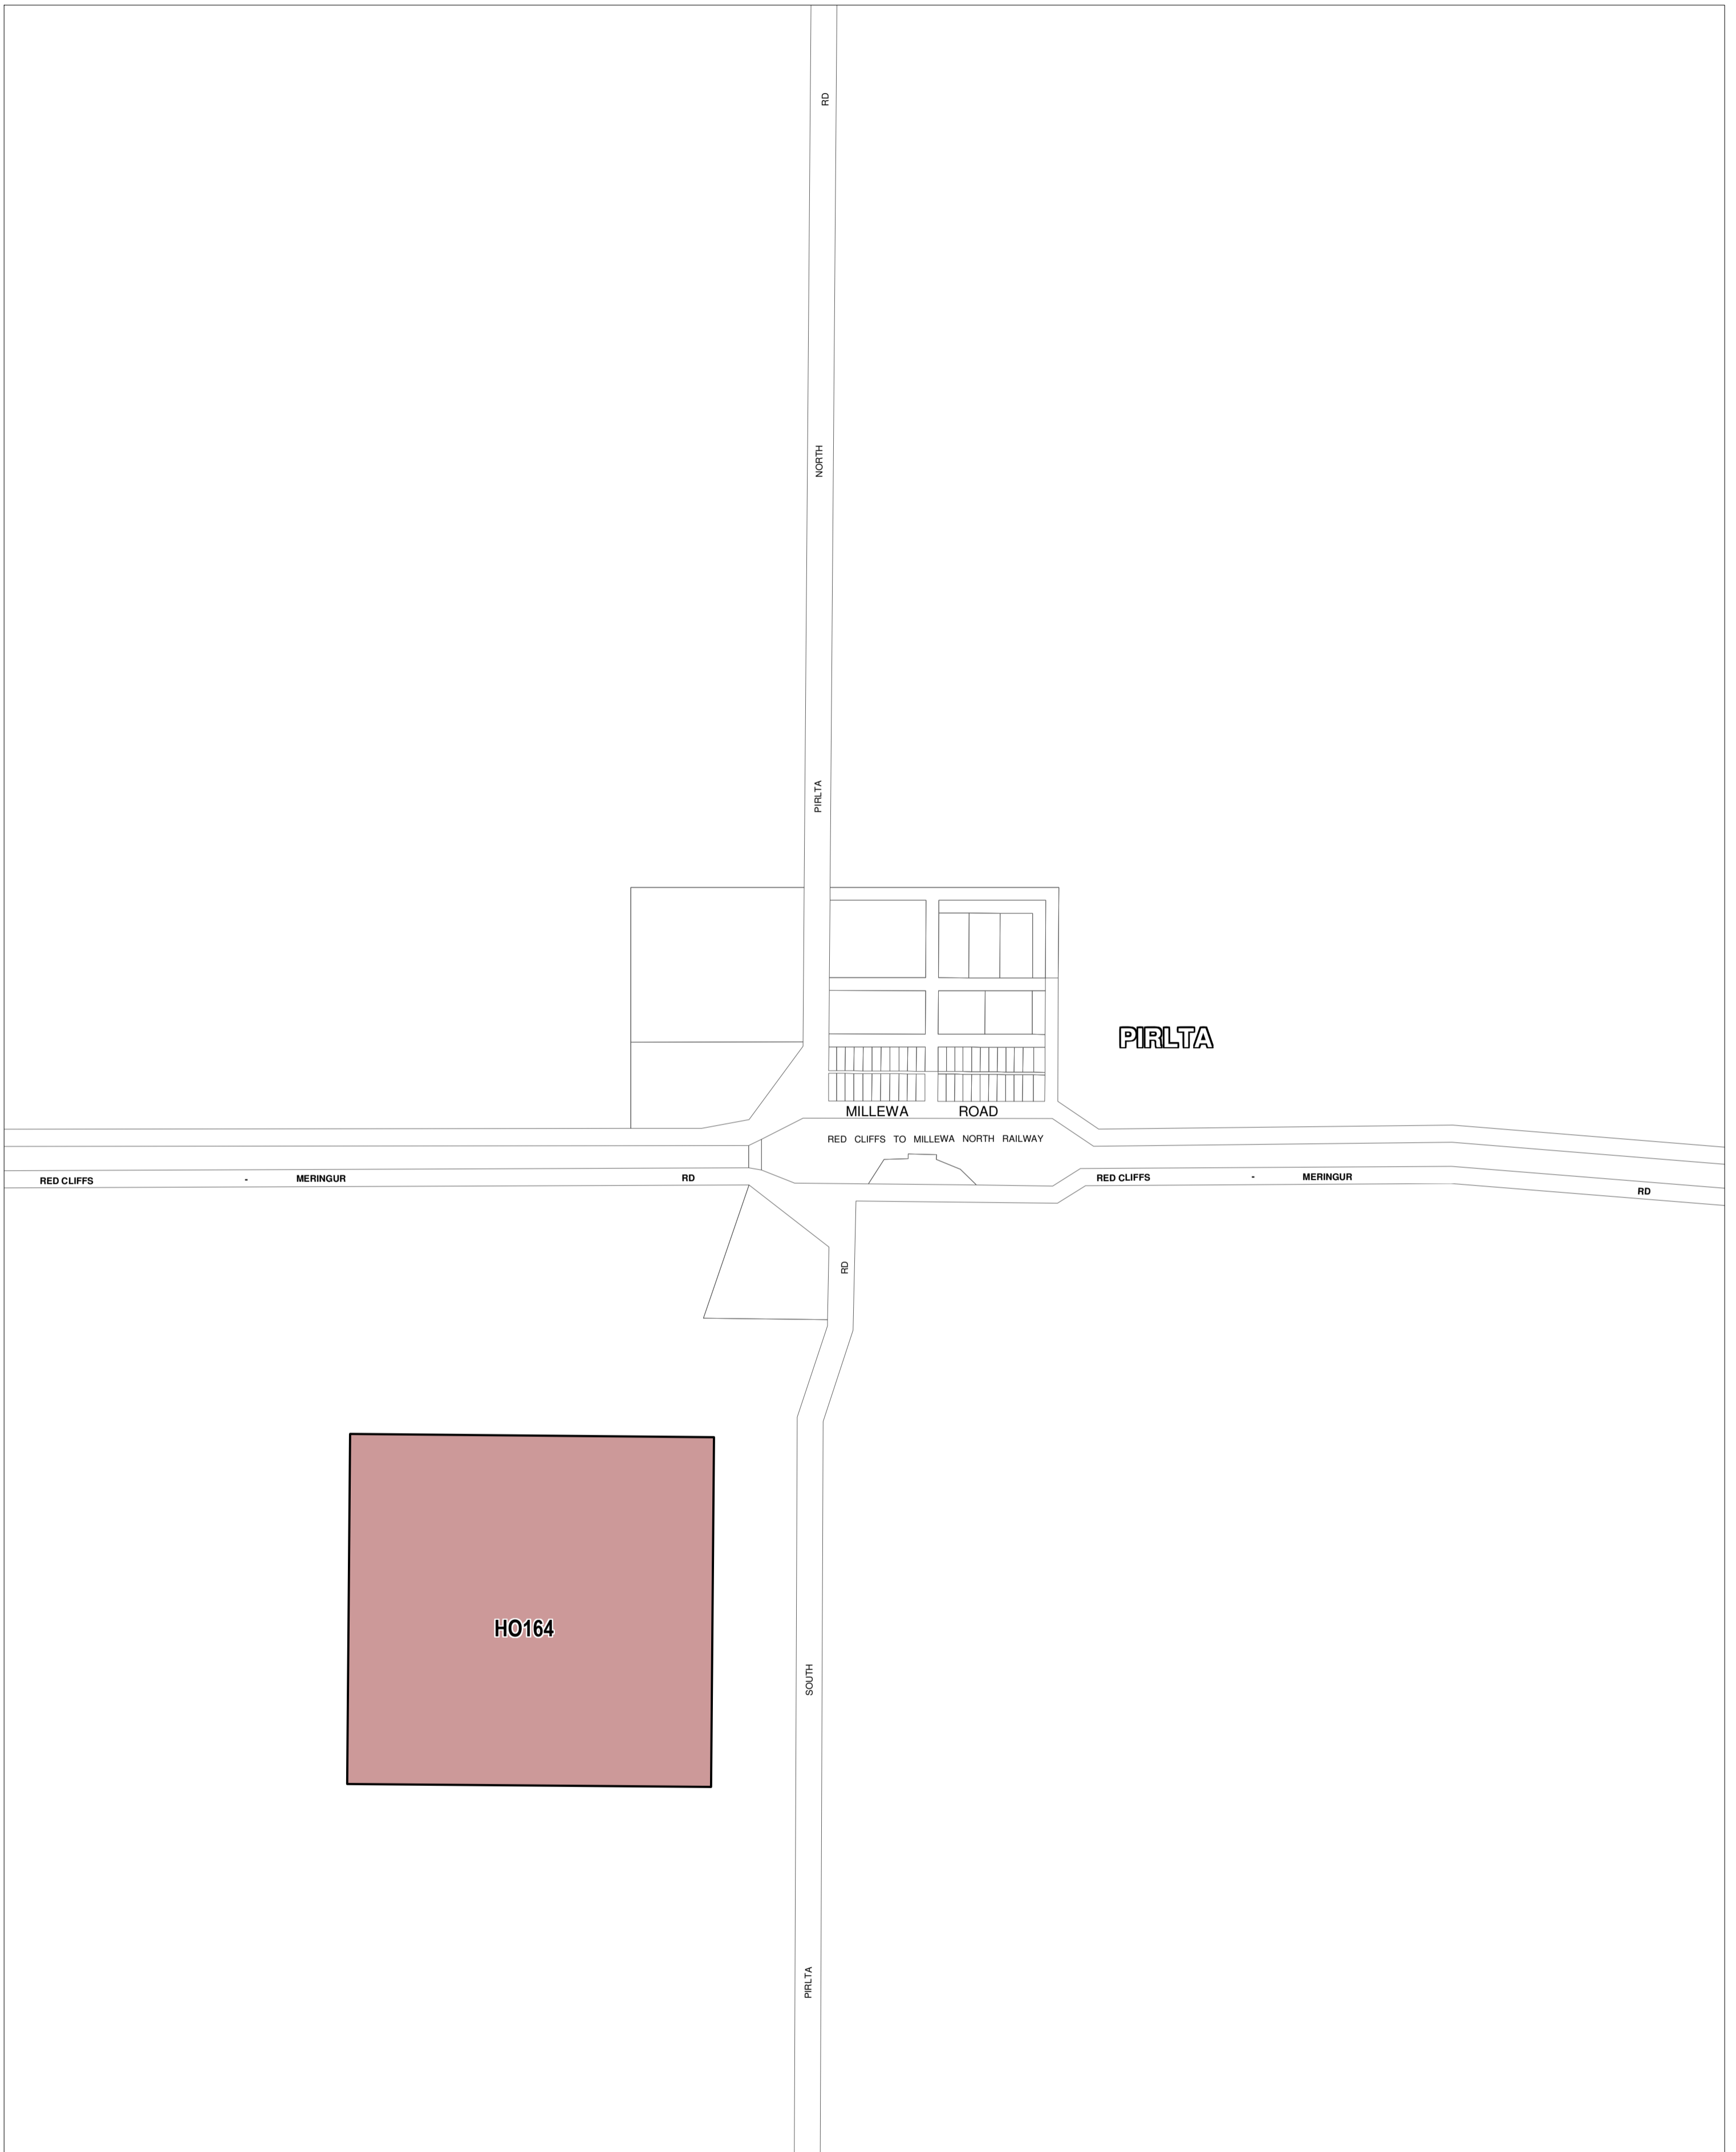 PIRLTA NORTH RD
PIRLTA
MILLEWA ROAD
RED CLIFFS TO MILLEWA NORTH RAILWAY
RED CLIFFS - MERINGUR RD
RED CLIFFS - MERINGUR RD
PIRLTA SOUTH RD
HO164